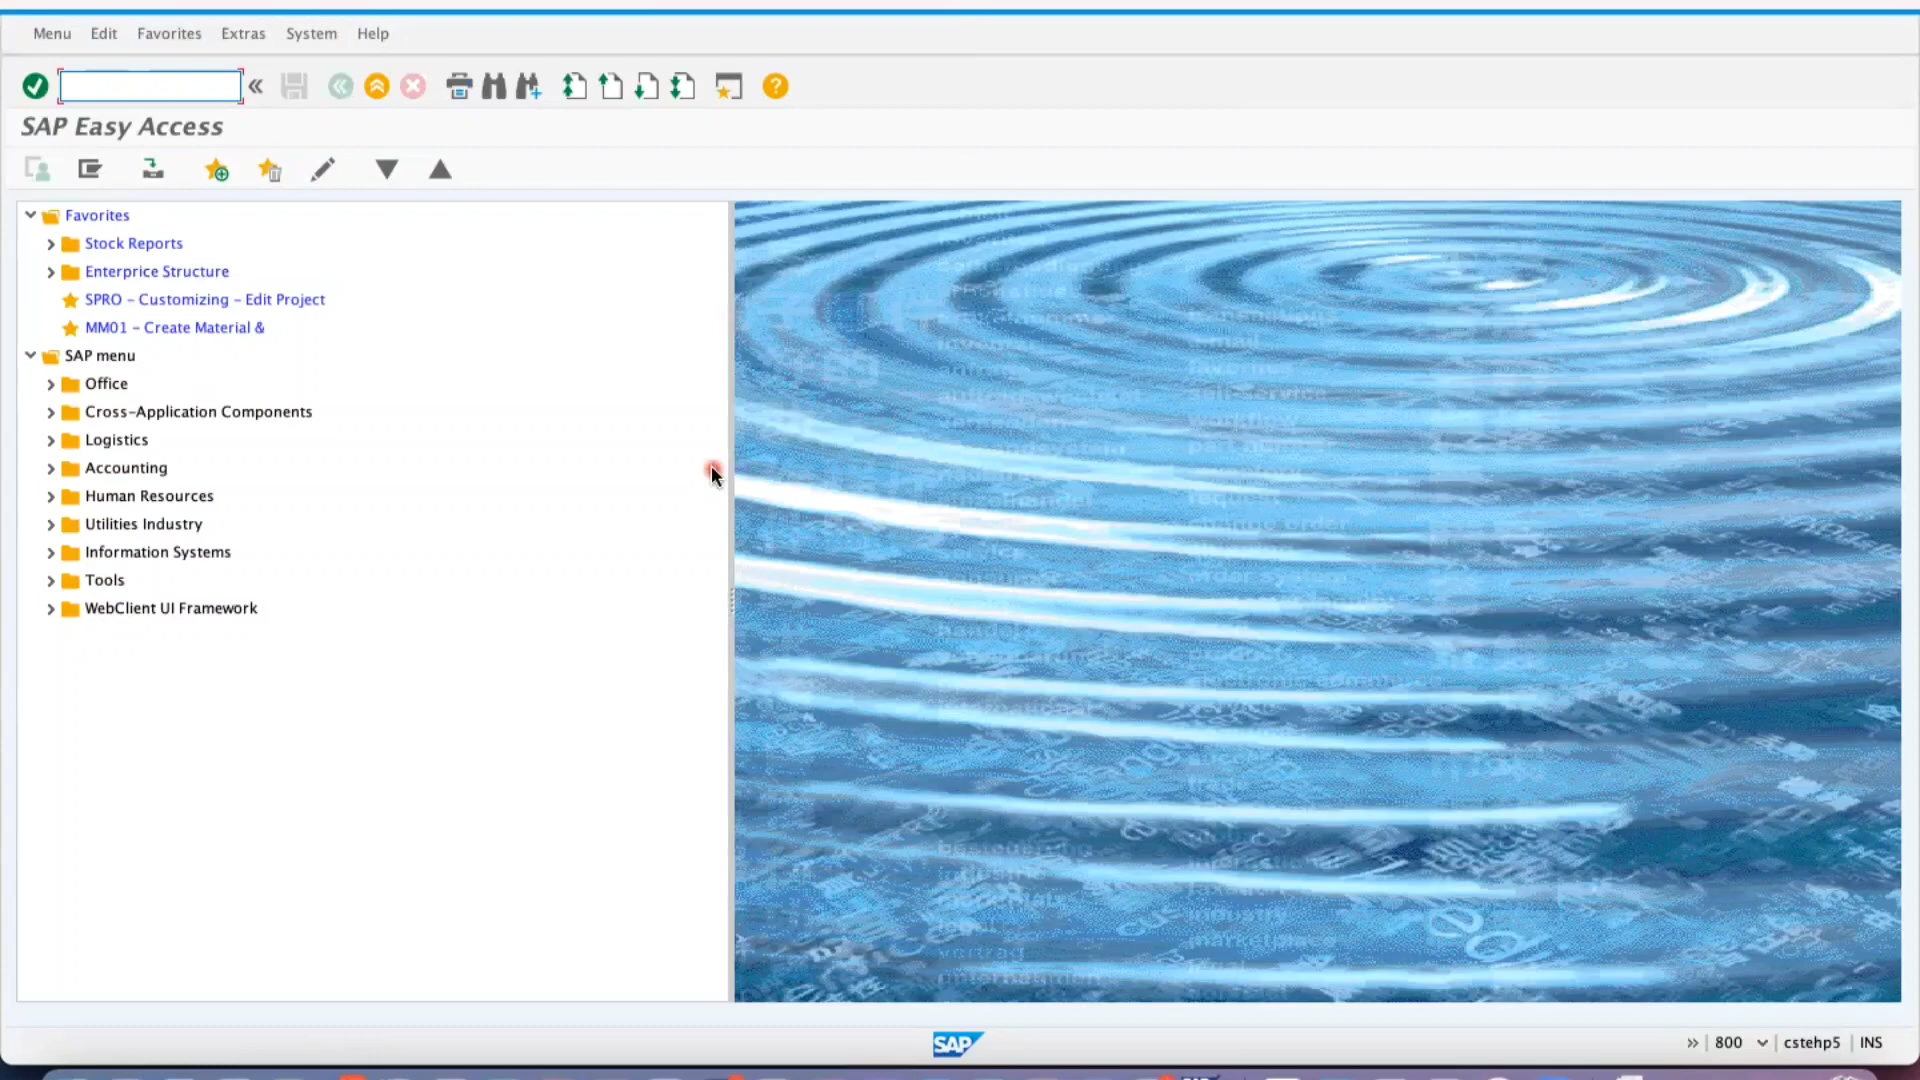 Menu Edit Favorites Extras System Help
SAP Easy Access
Favorites
Stock Reports
Enterprice Structure
SPRO - Customizing - Edit Project
MM01 - Create Material &
SAP menu
Office
Cross-Application Components
Logistics
Accounting
Human Resources
Utilities Industry
Information Systems
Tools
WebClient UI Framework
SAP
800 cstehp5 INS